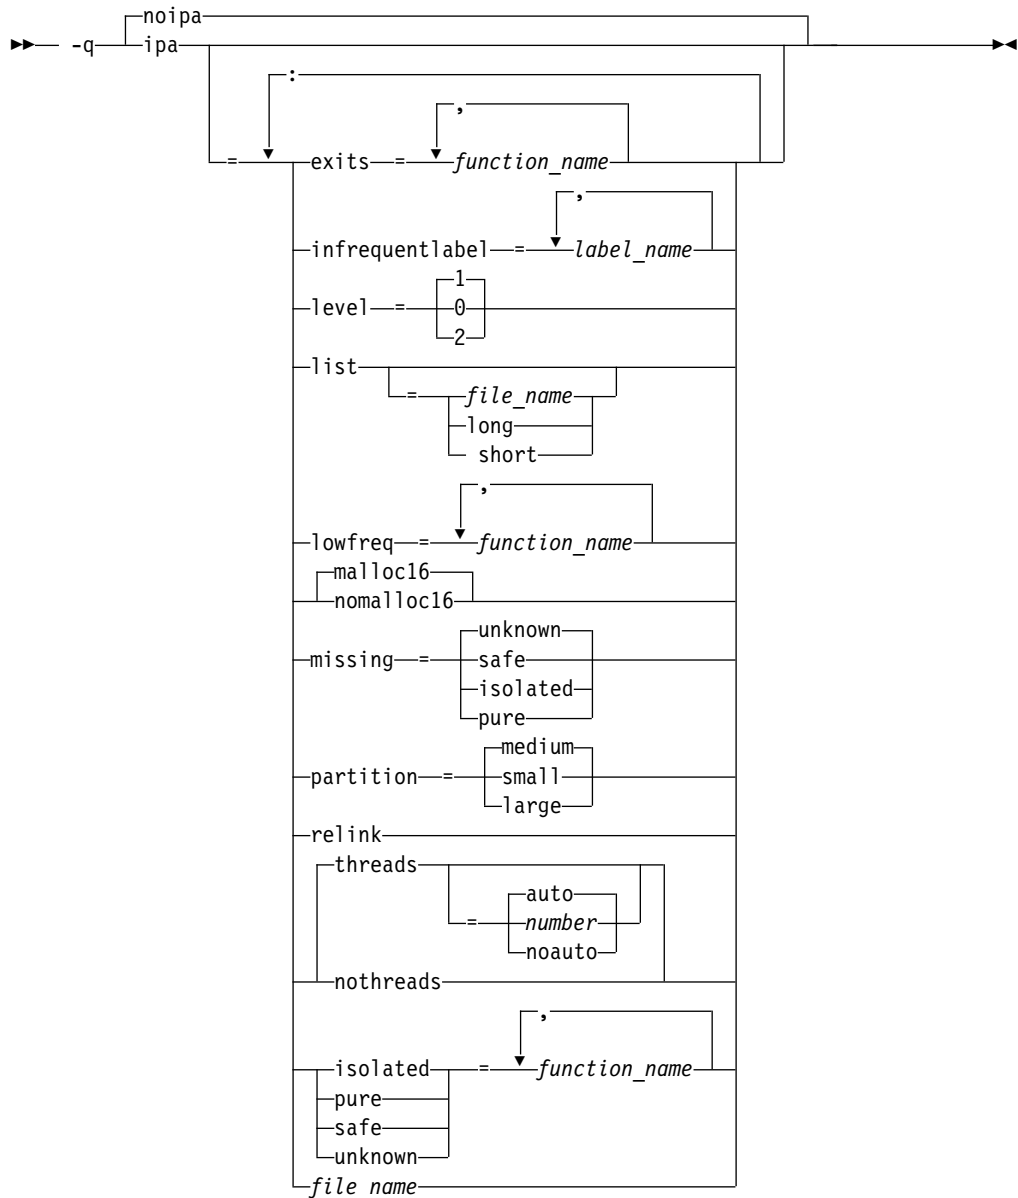 noipa
-q ipa
:
,
= exits = function_name
,
infrequentlabel = label_name
1
level = 0
2
list
= file_name
long
short
,
lowfreq = function_name
malloc16
nomalloc16
unknown
missing = safe
isolated
pure
medium
partition = small
large
relink
threads
auto
= number
noauto
nothreads
,
isolated = function_name
pure
safe
unknown
file name